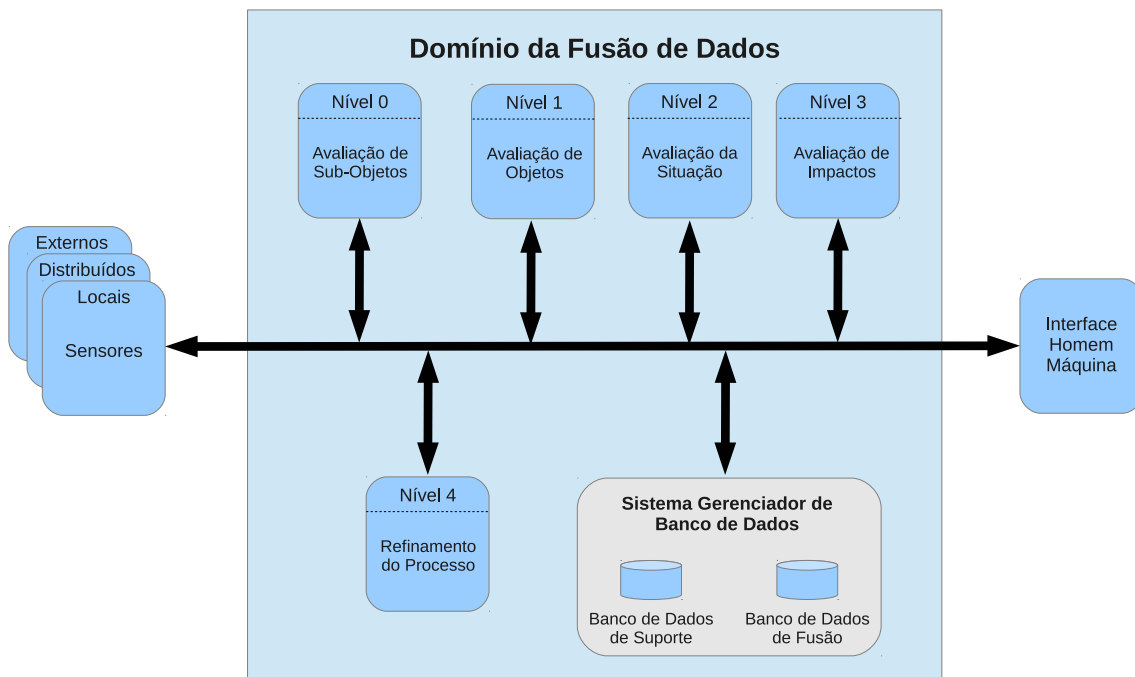 Domínio da Fusão de Dados
Nível 0
Avaliação de
Sub-Objetos
Nível 1
Avaliação de
Objetos
Nível 2
Avaliação da
Situação
Nível 3
Avaliação de
Impactos
Externos
Distribuídos
Locais
Sensores
Interface
Homem
Máquina
Nível 4
Refinamento
do Processo
Sistema Gerenciador de
Banco de Dados
Banco de Dados
de Suporte
Banco de Dados
de Fusão